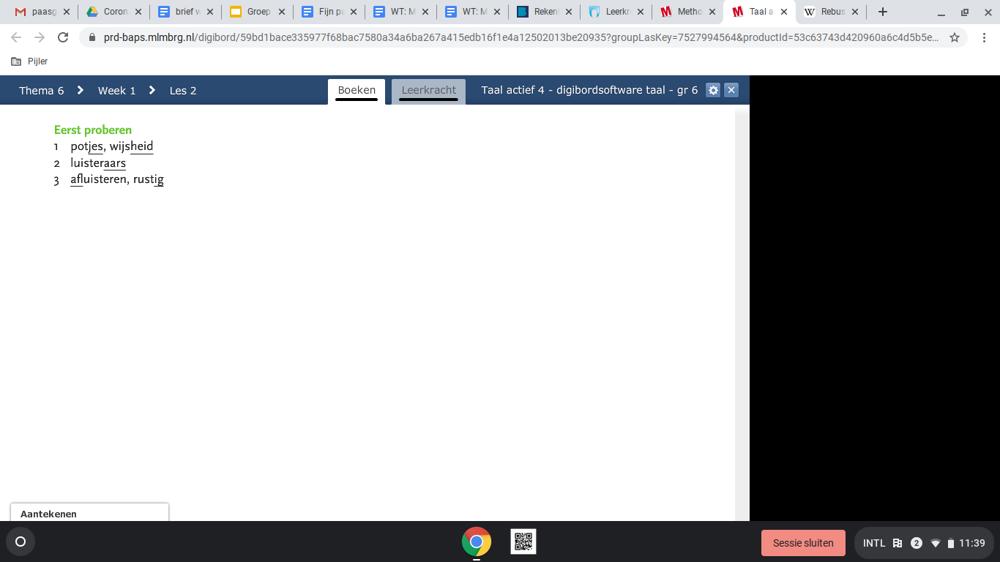 paasg Coron brief w Groep Fijn pa WT: M WT: M Reken Leerkr Metho Taal a Rebus
prd-baps.mlmbrg.nl/digibord/59bd1bace335977f68bac7580a34a6ba267a415edb16f1e4a12502013be20935?groupLasKey=7527994564&productId=53c63743d420960a6c4d5b5e...
Pijler
Thema 6 Week 1 Les 2 Boeken Leerkracht Taal actief 4 - digibordsoftware taal - gr 6
Eerst proberen
1 potjes, wijsheid
2 luisteraars
3 afluisteren, rustig
Aantekenen
Sessie sluiten INTL 2 11:39